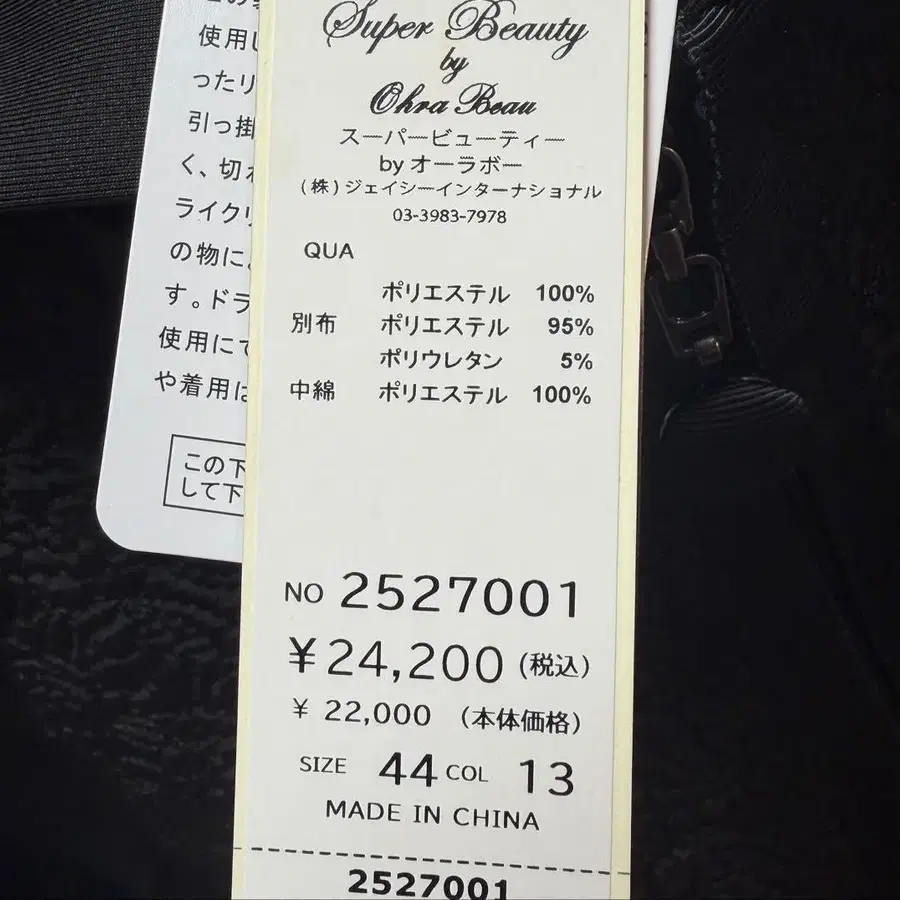 使用し
ったり
引っ掛
く、切れ
ライクリ
の物に、
す。ドラ
使用にて
や着用は
この下
して下
Super Beauty
by
Ohra Beau
スーパービューティー
by オーラボー
(株)ジェイシーインターナショナル
03-3983-7978
QUA
ポリエステル 100%
別布 ポリエステル 95%
ポリウレタン 5%
中綿 ポリエステル 100%
NO 2527001
¥24,200 (税込)
¥ 22,000 (本体価格)
SIZE 44 COL 13
MADE IN CHINA
2527001